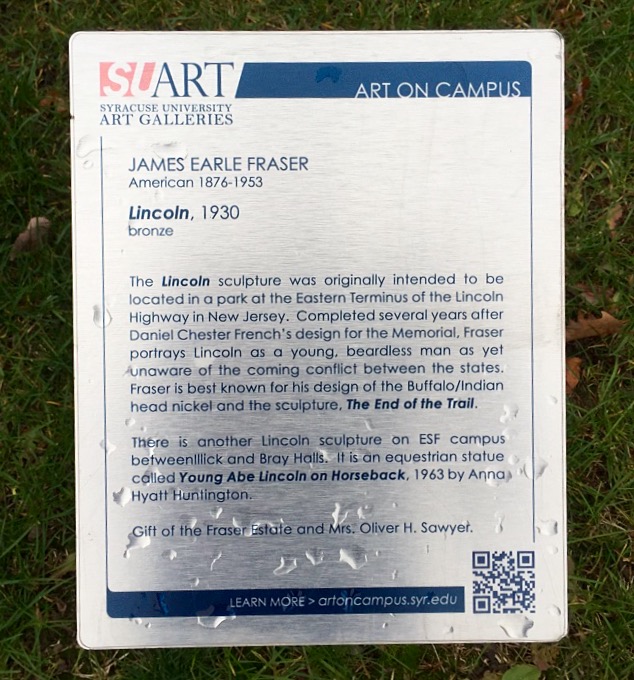 SUART
ART ON CAMPUS
SYRACUSE UNIVERSITY
ART GALLERIES
JAMES EARLE FRASER
American 1876-1953
Lincoln, 1930
bronze
The Lincoln sculpture was originally intended to be
located in a park at the Eastern Terminus of the Lincoln
Highway in New Jersey. Completed several years after
Daniel Chester French's design for the Memorial, Fraser
portrays Lincoln as a young, beardless man as yet
unaware of the coming conflict between the states.
Fraser is best known for his design of the Buffalo/Indian
head nickel and the sculpture, The End of the Trail.
There is another Lincoln sculpture on ESF campus
betweenIllick and Bray Halls. It is an equestrian statue
called Young Abe Lincoln on Horseback, 1963 by Anna
Hyatt Huntington.
Gift of the Fraser Estate and Mrs. Oliver H. Sawyer.
LEARN MORE > artoncampus.syr.edu